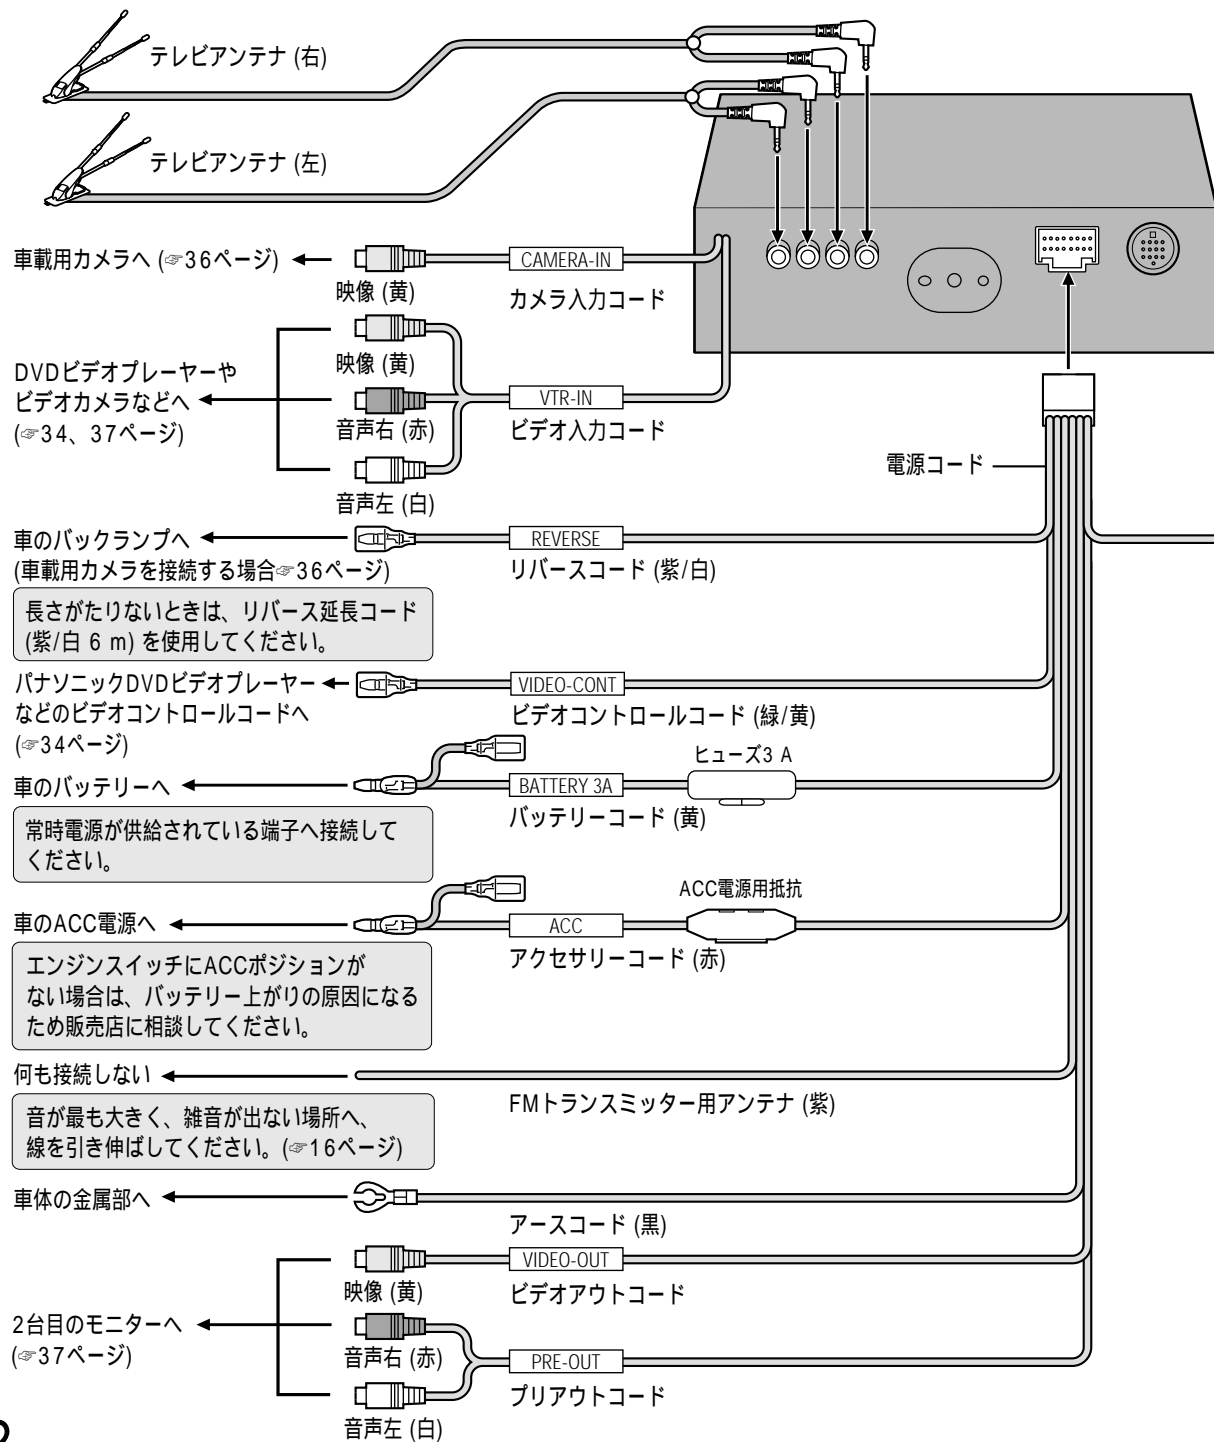 テレビアンテナ (右)
テレビアンテナ (左)
車載用カメラへ (☞36ページ)
CAMERA-IN
映像 (黄)
カメラ入力コード
映像 (黄)
DVDビデオプレーヤーや
ビデオカメラなどへ
(☞34、37ページ)
VTR-IN
音声右 (赤)
ビデオ入力コード
音声左 (白)
電源コード
車のバックランプへ
(車載用カメラを接続する場合☞36ページ)
REVERSE
リバースコード (紫/白)
長さがたりないときは、リバース延長コード
(紫/白 6 m) を使用してください。
パナソニックDVDビデオプレーヤー
などのビデオコントロールコードへ
(☞34ページ)
VIDEO-CONT
ビデオコントロールコード (緑/黄)
ヒューズ3 A
車のバッテリーへ
BATTERY 3A
バッテリーコード (黄)
常時電源が供給されている端子へ接続して
ください。
ACC電源用抵抗
車のACC電源へ
ACC
アクセサリーコード (赤)
エンジンスイッチにACCポジションが
ない場合は、バッテリー上がりの原因になる
ため販売店に相談してください。
何も接続しない
FMトランスミッター用アンテナ (紫)
音が最も大きく、雑音が出ない場所へ、
線を引き伸ばしてください。(☞16ページ)
車体の金属部へ
アースコード (黒)
VIDEO-OUT
映像 (黄)
ビデオアウトコード
2台目のモニターへ
(☞37ページ)
音声右 (赤)
PRE-OUT
プリアウトコード
音声左 (白)